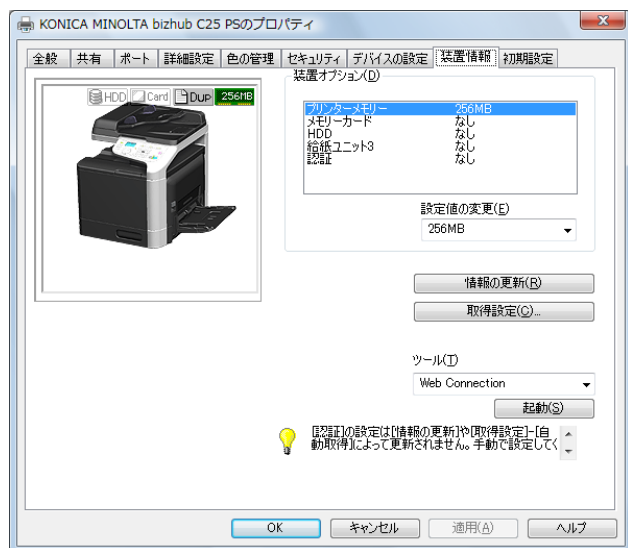 KONICA MINOLTA bizhub C25 PSのプロパティ
全般 共有 ポート 詳細設定 色の管理 セキュリティ デバイスの設定 装置情報 初期設定
装置オプション(D)
HDD Card Dup 256MB
プリンターメモリー 256MB
メモリーカード なし
HDD なし
給紙ユニット3 なし
認証 なし
設定値の変更(E)
256MB
情報の更新(R)
取得設定(C)...
ツール(T)
Web Connection
起動(S)
[認証]の設定は[情報の更新]や[取得設定]-[自
動取得]によって更新されません。手動で設定してく
OK キャンセル 適用(A) ヘルプ